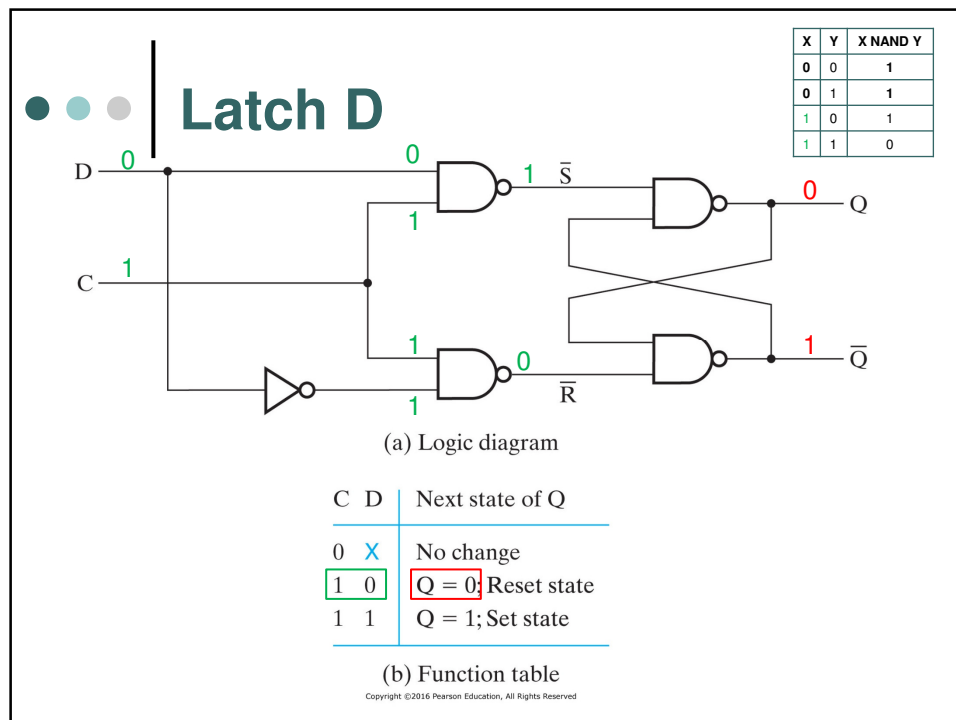 X Y X NAND Y
0 0 1
0 1 1
1 0 1
1 1 0
Latch D
D 0 0 1 S̄ 0 Q
1
C 1
1 0 1 Q̄
1 R̄
(a) Logic diagram
C D Next state of Q
0 X No change
1 0 Q = 0; Reset state
1 1 Q = 1; Set state
(b) Function table
Copyright ©2016 Pearson Education, All Rights Reserved